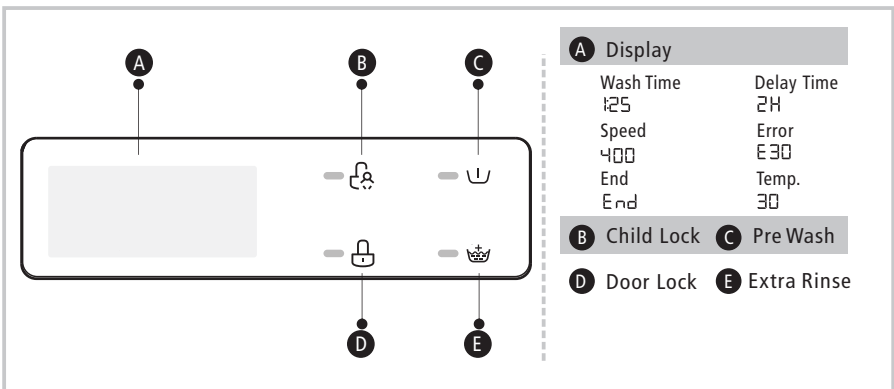 A B C
D E
A Display
Wash Time Delay Time
1:25 2H
Speed Error
400 E30
End Temp.
End 30
B Child Lock C Pre Wash
D Door Lock E Extra Rinse